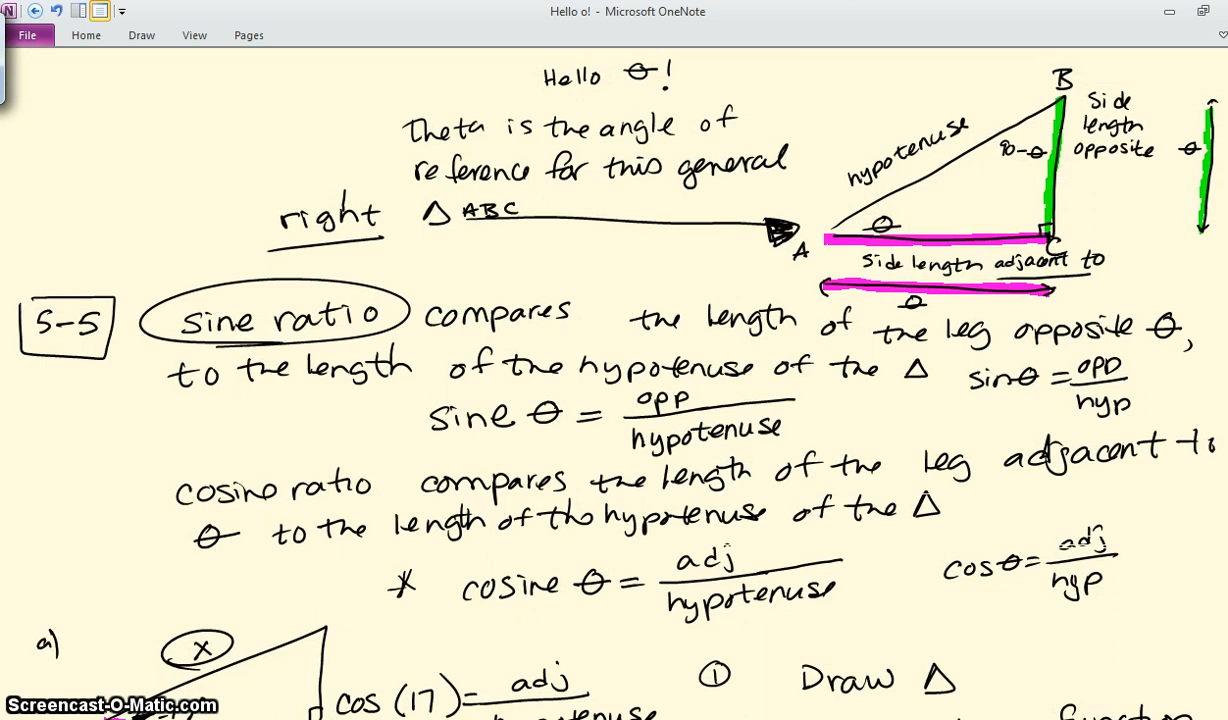 Hello o! - Microsoft OneNote
File Home Draw View Pages
Hello θ!
Theta is the angle of
reference for this general
right Δ ABC
B
hypotenuse
90-θ
Side
length
opposite θ
θ
A
C
Side length adjacent to
θ
5-5 sine ratio compares the length of the leg opposite θ,
to the length of the hypotenuse of the Δ sinθ = opp/hyp
sine θ = opp/hypotenuse
cosine ratio compares the length of the leg adjacent to
θ to the length of the hypotenuse of the Δ
* cosine θ = adj/hypotenuse cosθ = adj/hyp
a) x
cos (17) = adj/hypotenuse ① Draw Δ
Function
Screencast-O-Matic.com